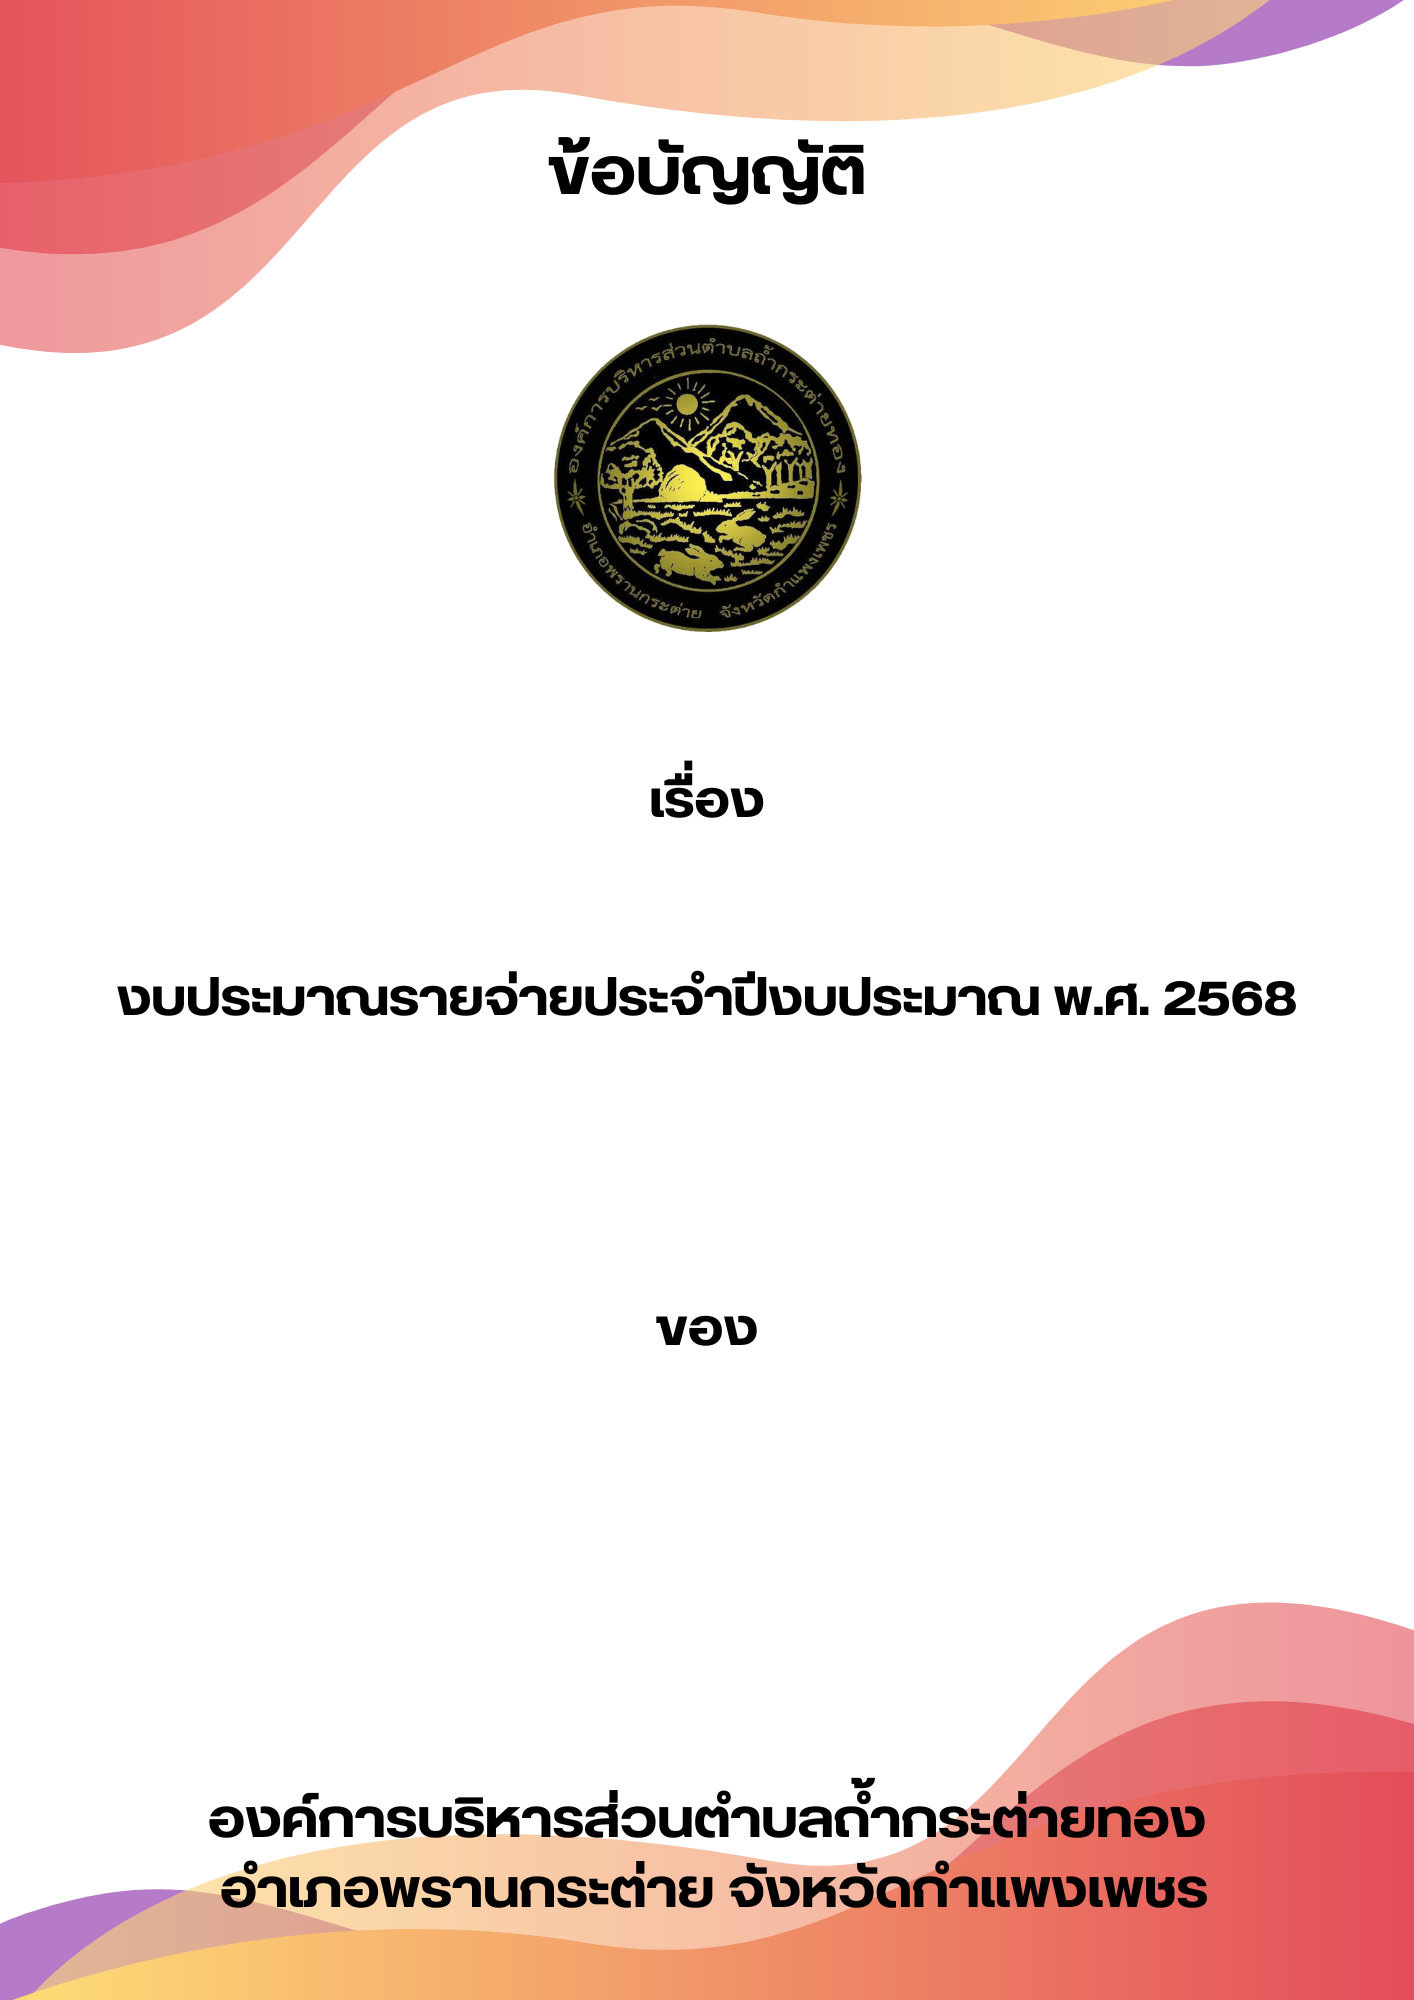 ข้อบัญญัติ
องค์การบริหารส่วนตำบลถ้ำกระต่ายทอง
อำเภอพรานกระต่าย จังหวัดกำแพงเพชร
เรื่อง
งบประมาณรายจ่ายประจำปีงบประมาณ พ.ศ. 2568
ของ
องค์การบริหารส่วนตำบลถ้ำกระต่ายทอง
อำเภอพรานกระต่าย จังหวัดกำแพงเพชร